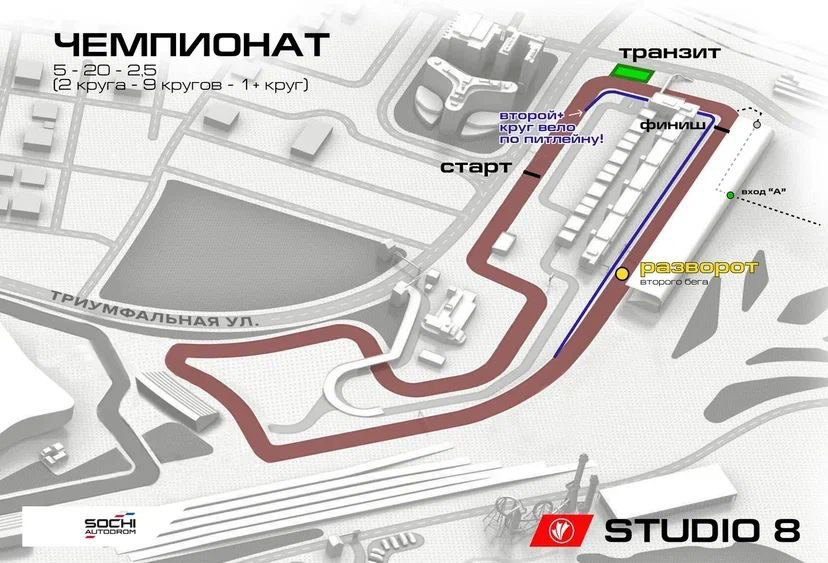 ЧЕМПИОНАТ
5 - 20 - 2,5
(2 круга - 9 кругов - 1+ круг)
транзит
второй+
круг вело
по питлейну!
финиш
старт
вход "А"
разворот
второго бега
ТРИУМФАЛЬНАЯ УЛ.
SOCHI
AUTODROM
STUDIO 8